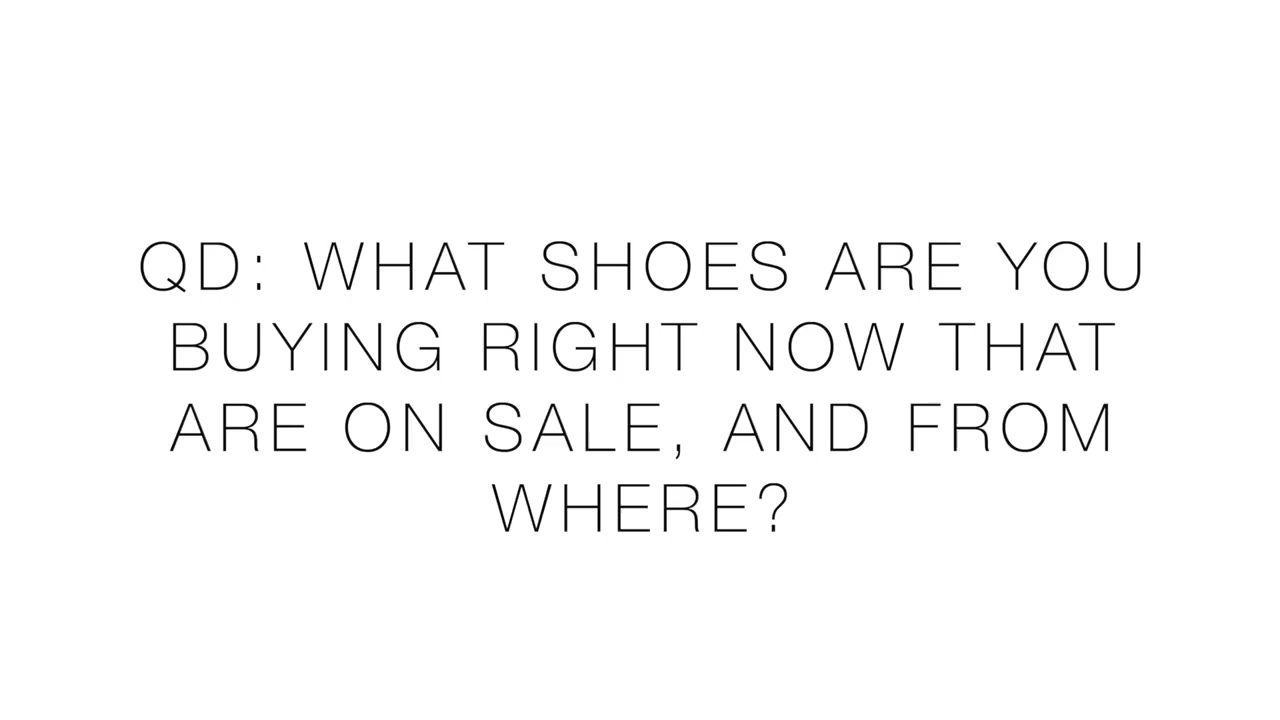 QD: WHAT SHOES ARE YOU
BUYING RIGHT NOW THAT
ARE ON SALE, AND FROM
WHERE?